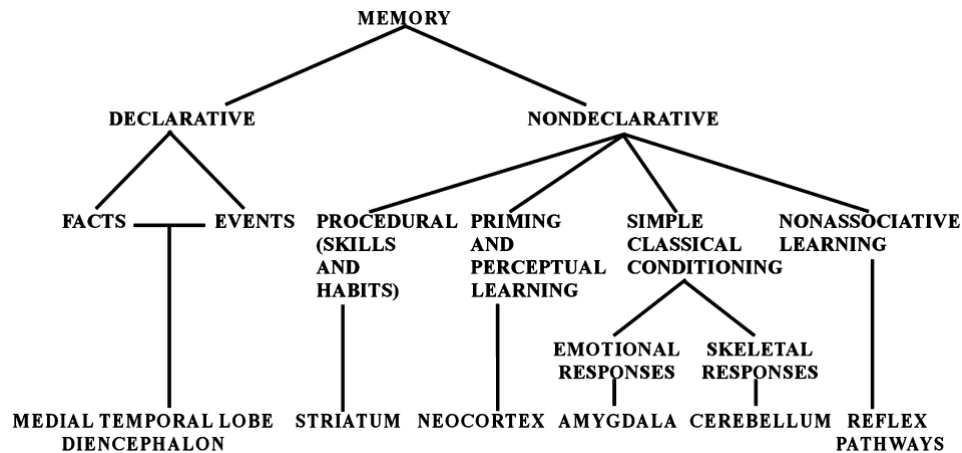 MEMORY
DECLARATIVE
NONDECLARATIVE
FACTS
EVENTS
PROCEDURAL
(SKILLS
AND
HABITS)
PRIMING
AND
PERCEPTUAL
LEARNING
SIMPLE
CLASSICAL
CONDITIONING
NONASSOCIATIVE
LEARNING
EMOTIONAL
RESPONSES
SKELETAL
RESPONSES
MEDIAL TEMPORAL LOBE
DIENCEPHALON
STRIATUM
NEOCORTEX
AMYGDALA
CEREBELLUM
REFLEX
PATHWAYS